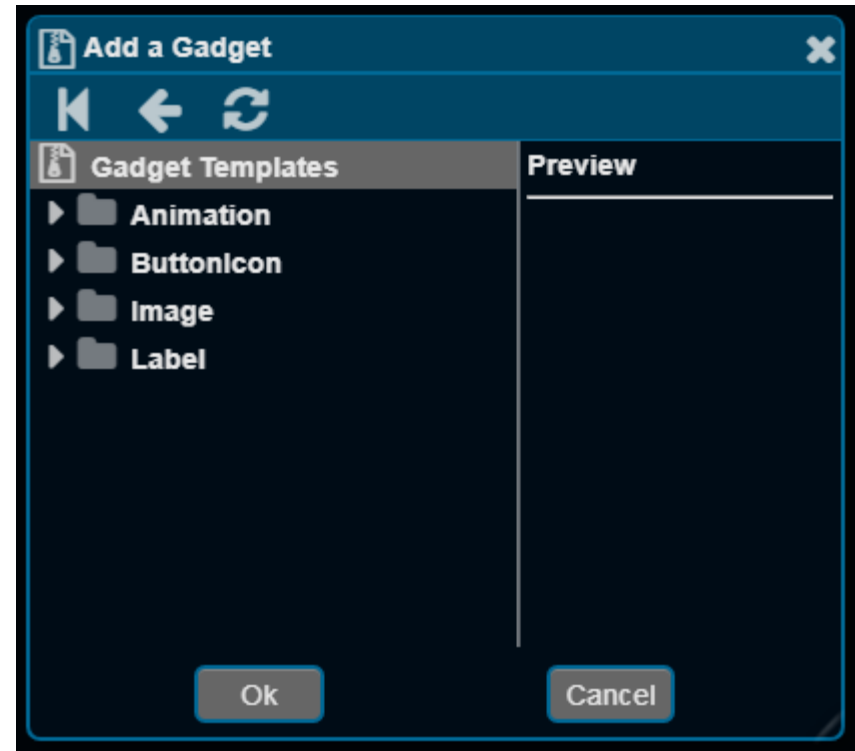 Add a Gadget
Gadget Templates
Preview
Animation
ButtonIcon
Image
Label
Ok
Cancel